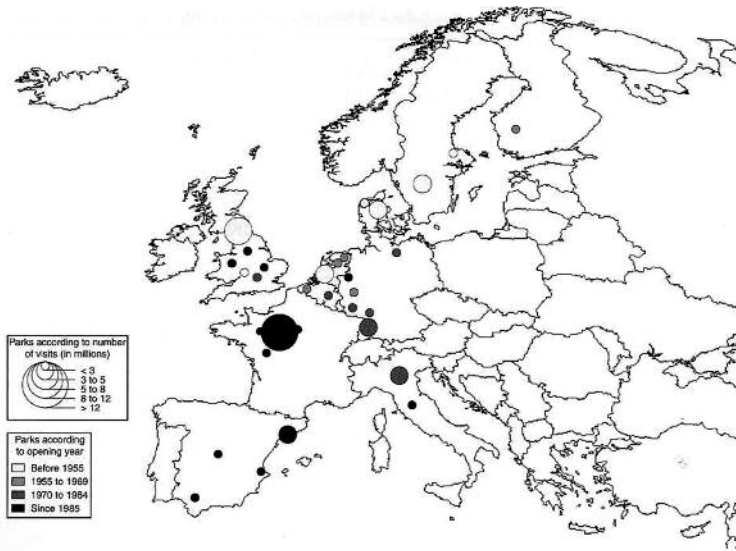 Parks according to number
of visits (in millions)
< 3
3 to 5
5 to 8
8 to 12
> 12
Parks according
to opening year
Before 1955
1955 to 1969
1970 to 1984
Since 1985